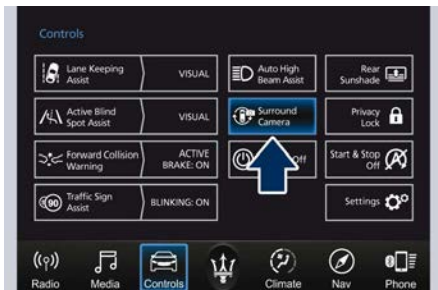 Controls
Lane Keeping
Assist
VISUAL
Auto High
Beam Assist
Rear
Sunshade
Active Blind
Spot Assist
VISUAL
Surround
Camera
Privacy
Lock
Forward Collision
Warning
ACTIVE
BRAKE: ON
Off
Start & Stop
Off
90
Traffic Sign
Assist
BLINKING: ON
Settings
Radio
Media
Controls
Climate
Nav
Phone